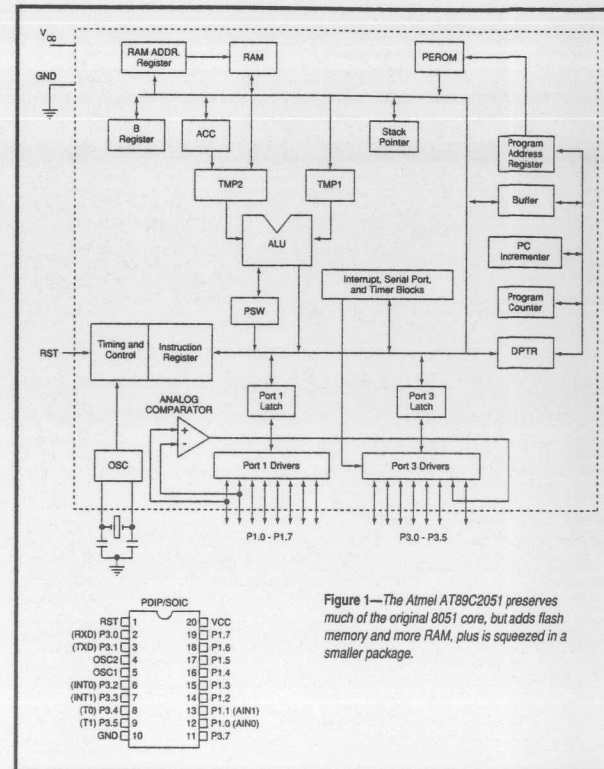 VCC
GND
RAM ADDR.
Register
RAM
PEROM
B
Register
ACC
Stack
Pointer
Program
Address
Register
TMP2
TMP1
Buffer
ALU
PC
Incrementer
Interrupt, Serial Port,
and Timer Blocks
PSW
Program
Counter
RST
Timing and
Control
Instruction
Register
DPTR
ANALOG
COMPARATOR
Port 1
Latch
Port 3
Latch
+
-
OSC
Port 1 Drivers
Port 3 Drivers
P1.0 - P1.7
P3.0 - P3.5
Figure 1—The Atmel AT89C2051 preserves
much of the original 8051 core, but adds flash
memory and more RAM, plus is squeezed in a
smaller package.
PDIP/SOIC
RST 1 20 VCC
(RXD) P3.0 2 19 P1.7
(TXD) P3.1 3 18 P1.6
OSC2 4 17 P1.5
OSC1 5 16 P1.4
(INT0) P3.2 6 15 P1.3
(INT1) P3.3 7 14 P1.2
(T0) P3.4 8 13 P1.1 (AIN1)
(T1) P3.5 9 12 P1.0 (AIN0)
GND 10 11 P3.7